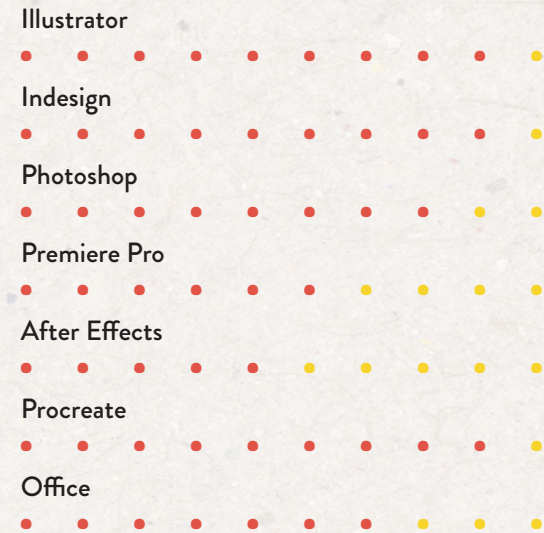 Illustrator
Indesign
Photoshop
Premiere Pro
After Effects
Procreate
Office